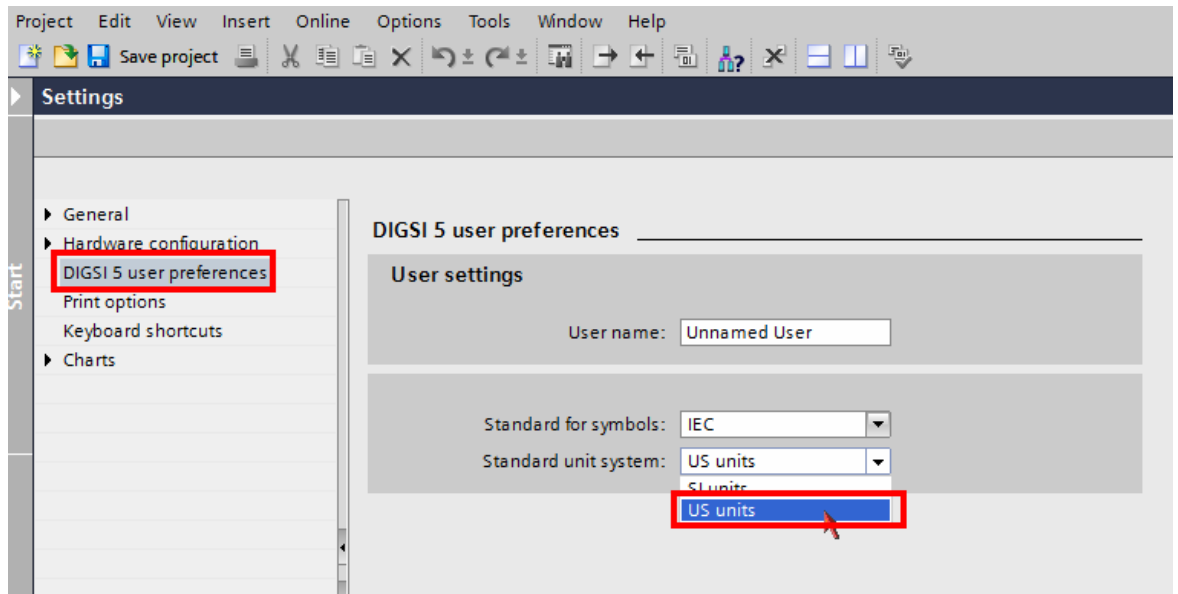 Project Edit View Insert Online Options Tools Window Help
Save project
Settings
Start
General
Hardware configuration
DIGSI 5 user preferences
Print options
Keyboard shortcuts
Charts
DIGSI 5 user preferences
User settings
User name: Unnamed User
Standard for symbols: IEC
Standard unit system: US units
SI units
US units